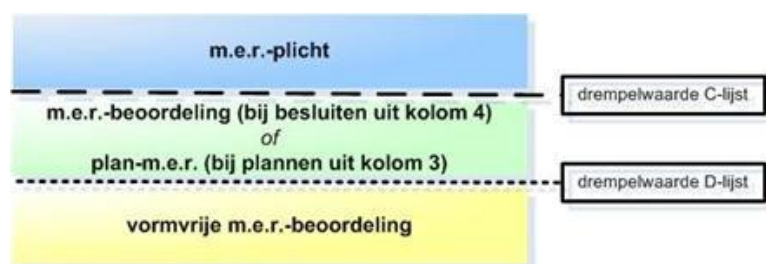 m.e.r.-plicht
drempelwaarde C-lijst
m.e.r.-beoordeling (bij besluiten uit kolom 4)
of
plan-m.e.r. (bij plannen uit kolom 3)
drempelwaarde D-lijst
vormvrije m.e.r.-beoordeling